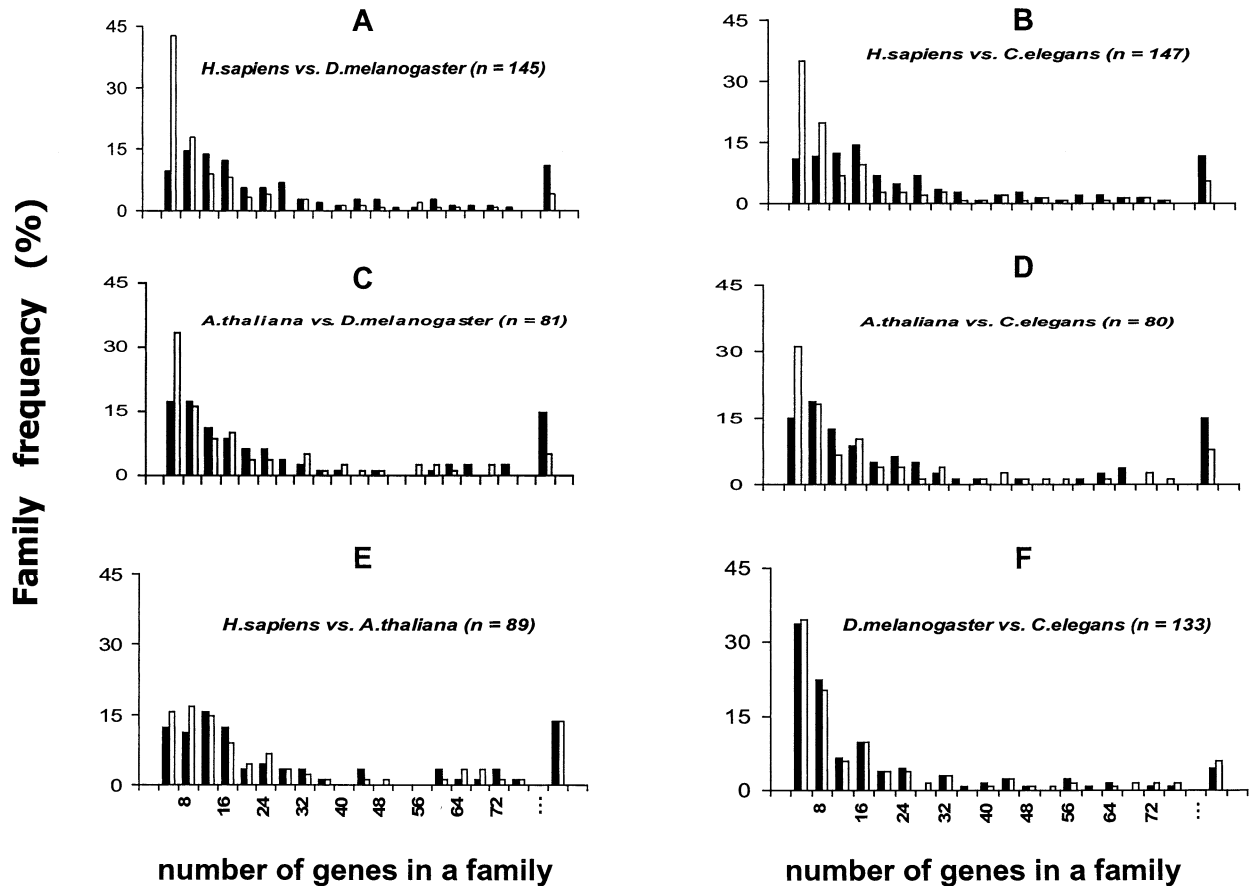 A
H.sapiens vs. D.melanogaster (n = 145)
45
30
15
0
B
H.sapiens vs. C.elegans (n = 147)
45
30
15
0
Family frequency (%)
C
A.thaliana vs. D.melanogaster (n = 81)
45
30
15
0
D
A.thaliana vs. C.elegans (n = 80)
45
30
15
0
E
H.sapiens vs. A.thaliana (n = 89)
45
30
15
0
8 16 24 32 40 48 56 64 72 ...
number of genes in a family
F
D.melanogaster vs. C.elegans (n = 133)
45
30
15
0
8 16 24 32 40 48 56 64 72 ...
number of genes in a family